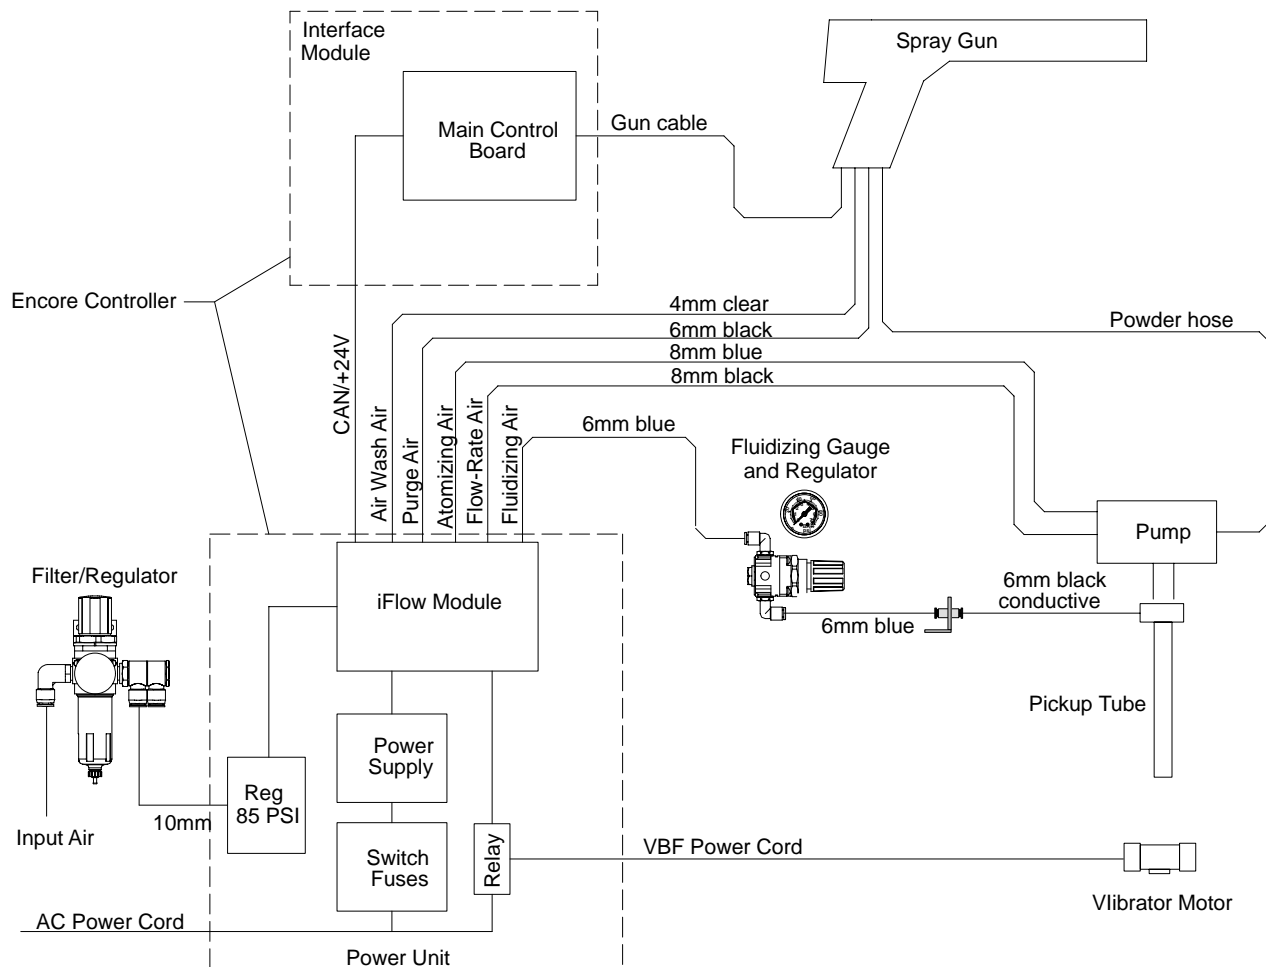 Interface
Module
Spray Gun
Main Control
Board
Gun cable
Encore Controller
4mm clear
6mm black
8mm blue
8mm black
Powder hose
CAN/+24V
Air Wash Air
Purge Air
Atomizing Air
Flow-Rate Air
Fluidizing Air
6mm blue
Fluidizing Gauge
and Regulator
Pump
Filter/Regulator
iFlow Module
6mm black
conductive
6mm blue
Pickup Tube
Power
Supply
Reg
85 PSI
10mm
Input Air
Switch
Fuses
Relay
VBF Power Cord
VIibrator Motor
AC Power Cord
Power Unit